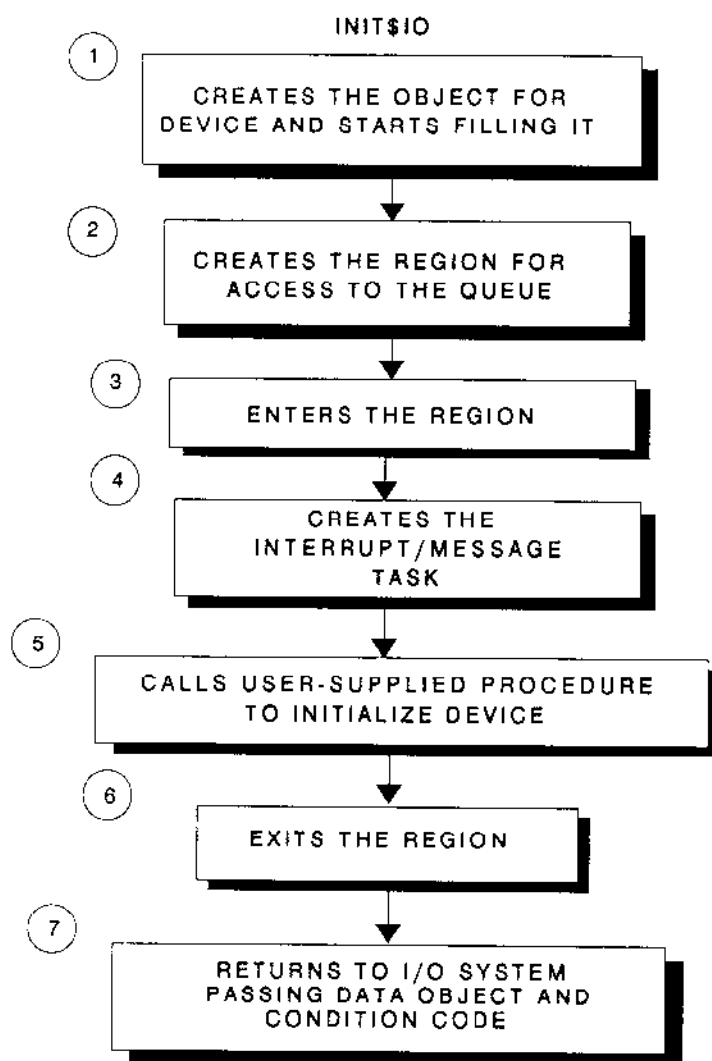 INIT$IO
1
CREATES THE OBJECT FOR
DEVICE AND STARTS FILLING IT
2
CREATES THE REGION FOR
ACCESS TO THE QUEUE
3
ENTERS THE REGION
4
CREATES THE
INTERRUPT/MESSAGE
TASK
5
CALLS USER-SUPPLIED PROCEDURE
TO INITIALIZE DEVICE
6
EXITS THE REGION
7
RETURNS TO I/O SYSTEM
PASSING DATA OBJECT AND
CONDITION CODE